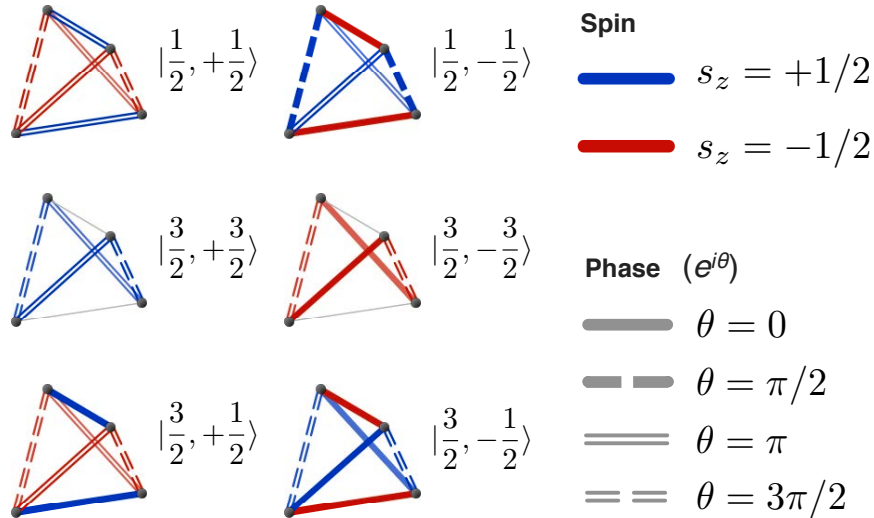 |1/2, +1/2⟩
|1/2, −1/2⟩
|3/2, +3/2⟩
|3/2, −3/2⟩
|3/2, +1/2⟩
|3/2, −1/2⟩
Spin
s_z = +1/2
s_z = −1/2
Phase (e^{iθ})
θ = 0
θ = π/2
θ = π
θ = 3π/2